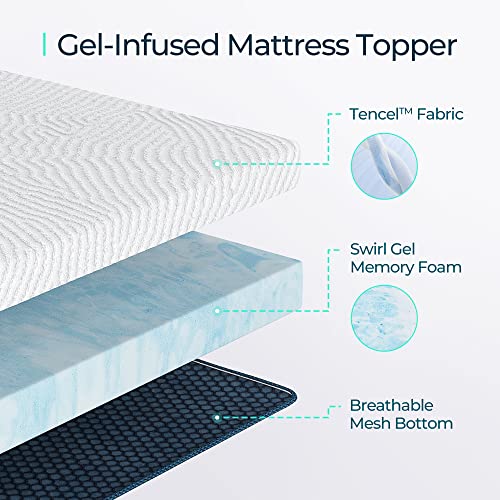 Gel-Infused Mattress Topper
Tencel™ Fabric
Swirl Gel
Memory Foam
Breathable
Mesh Bottom